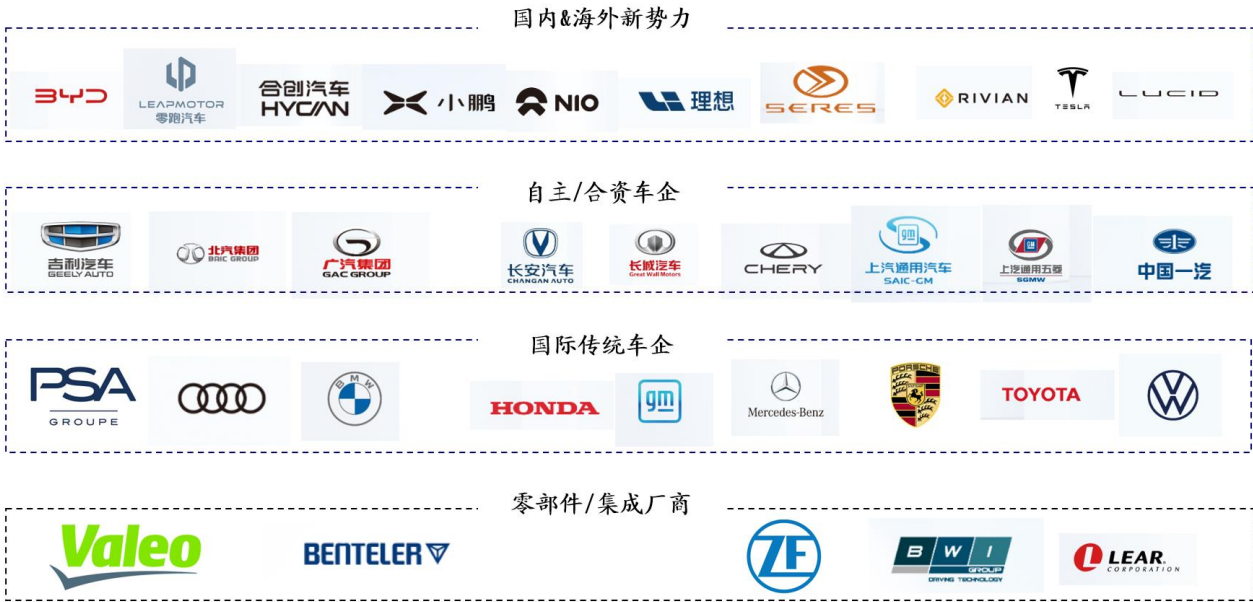 国内&海外新势力
BYD
LEAPMOTOR
零跑汽车
合创汽车
HYCAN
小鹏
NIO
理想
SERES
RIVIAN
TESLA
LUCID
自主/合资车企
吉利汽车
GEELY AUTO
北汽集团
BAIC GROUP
广汽集团
GAC GROUP
长安汽车
CHANGAN AUTO
长城汽车
Great Wall Motors
CHERY
gm
上汽通用汽车
SAIC-GM
GM
上汽通用五菱
SGMW
中国一汽
国际传统车企
PSA
GROUPE
BMW
HONDA
gm
Mercedes-Benz
PORSCHE
TOYOTA
VW
零部件/集成厂商
Valeo
BENTELER
ZF
BWI
GROUP
DRIVING TECHNOLOGY
LEAR.
CORPORATION